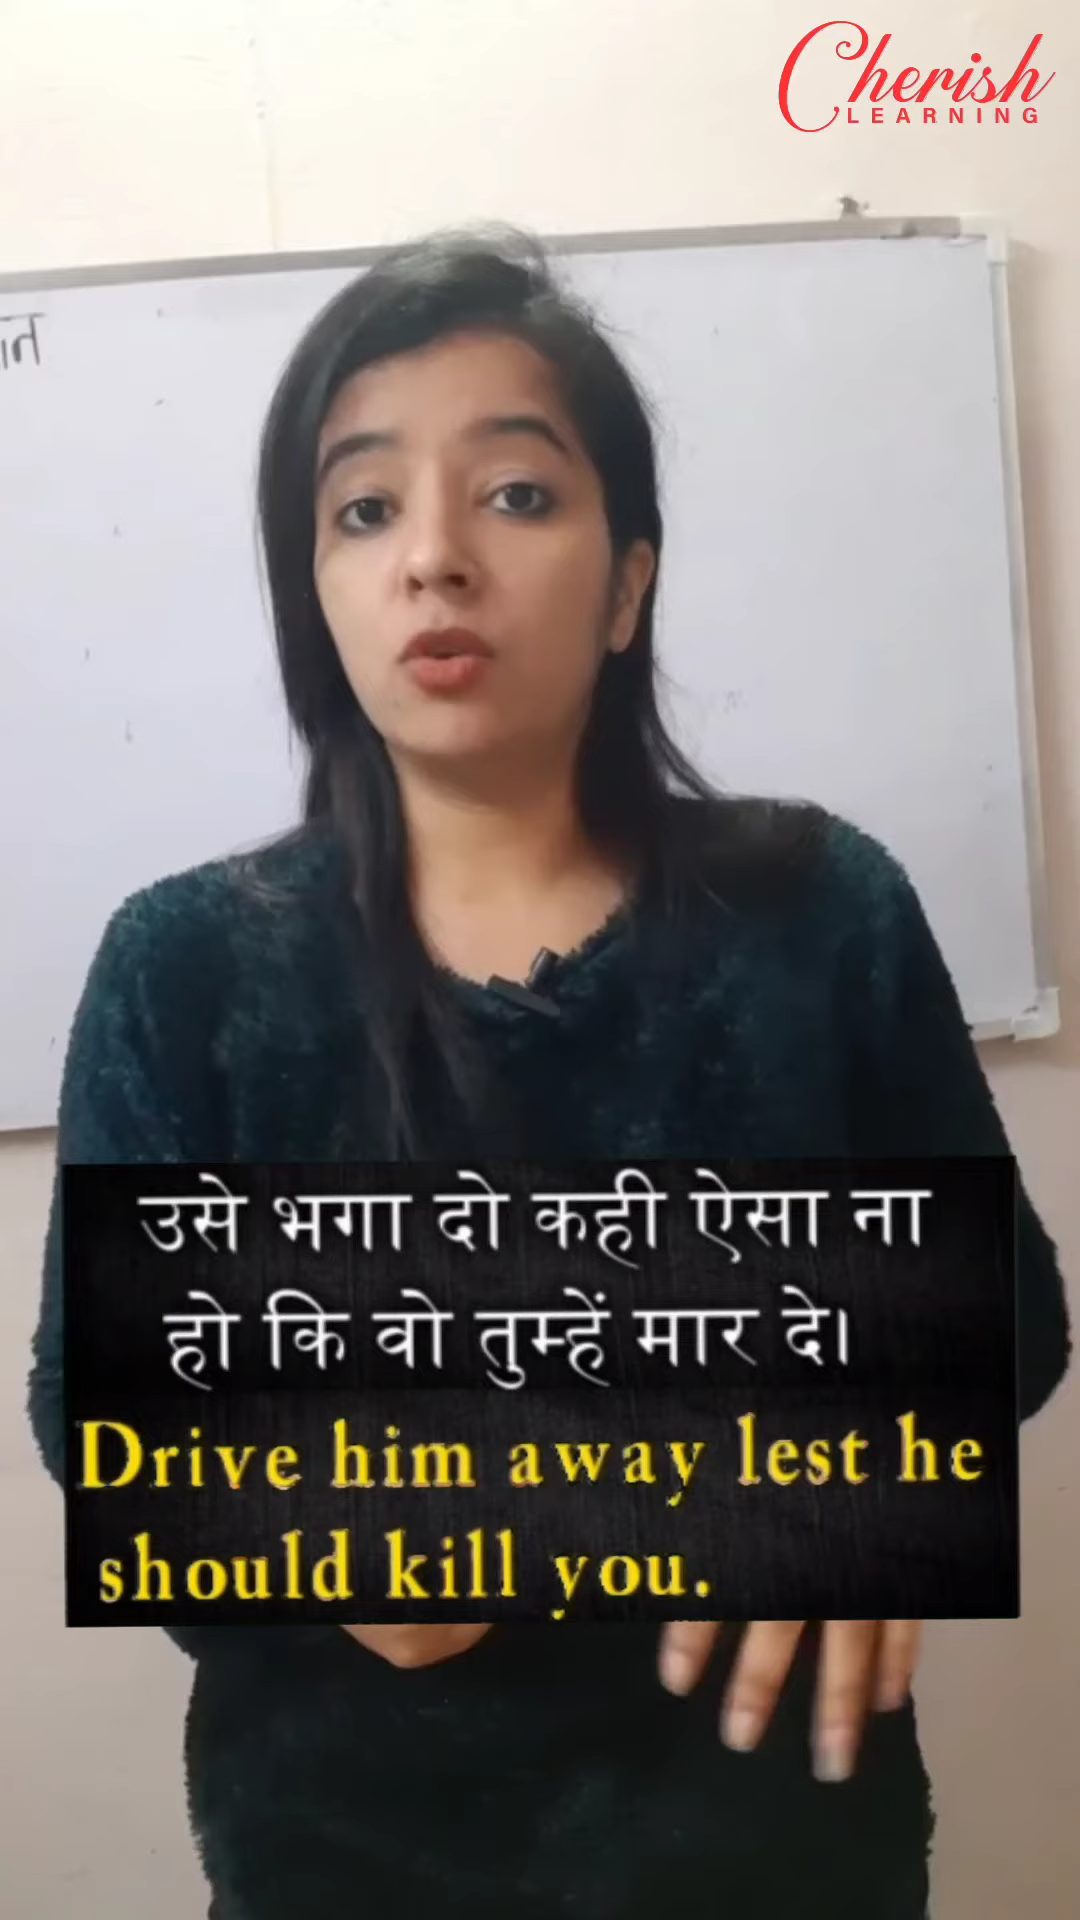 Cherish
LEARNING
उसे भगा दो कही ऐसा ना
हो कि वो तुम्हें मार दे।
Drive him away lest he
should kill you.